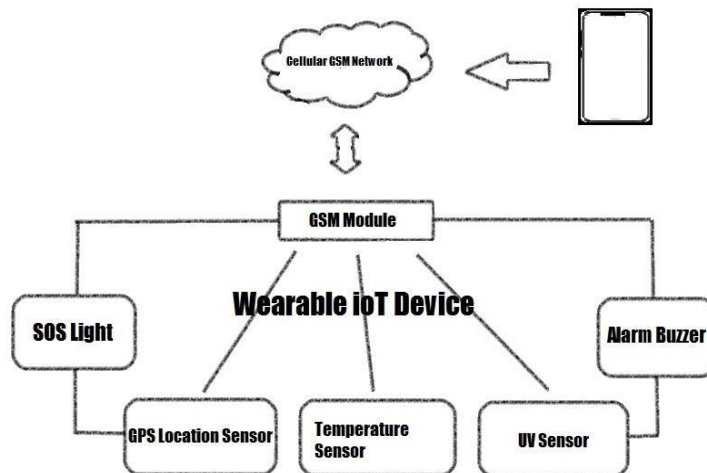 Cellular GSM Network
GSM Module
Wearable ioT Device
SOS Light
Alarm Buzzer
GPS Location Sensor
Temperature
Sensor
UV Sensor